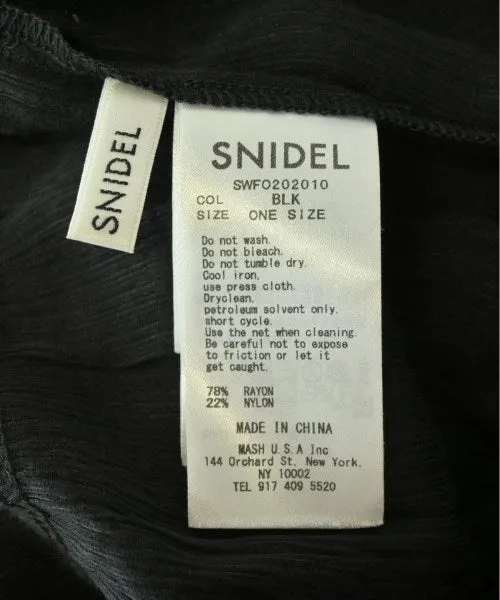 SNIDEL
SNIDEL
SWFO202010
COL BLK
SIZE ONE SIZE
Do not wash.
Do not bleach.
Do not tumble dry.
Cool iron,
use press cloth.
Dryclean,
petroleum solvent only.
short cycle.
Use the net when cleaning.
Be careful not to expose
to friction or let it
get caught.
78% RAYON
22% NYLON
MADE IN CHINA
MASH U.S.A Inc
144 Orchard St, New York,
NY 10002
TEL 917 409 5520